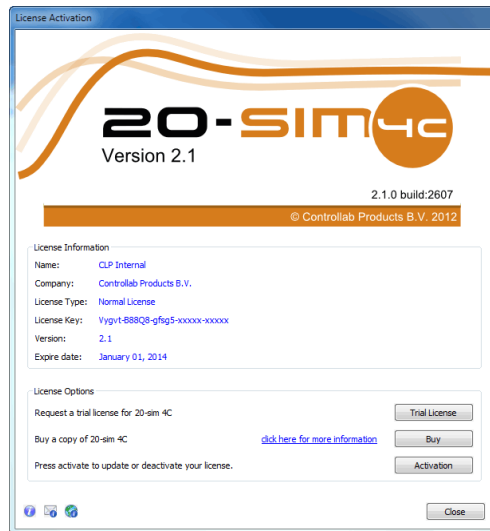 License Activation
20-SIM 4C
Version 2.1
2.1.0 build:2607
© Controllab Products B.V. 2012
License Information
Name: CLP Internal
Company: Controllab Products B.V.
License Type: Normal License
License Key: Vygvt-B88Q8-gfsg5-xxxxx-xxxxx
Version: 2.1
Expire date: January 01, 2014
License Options
Request a trial license for 20-sim 4C Trial License
Buy a copy of 20-sim 4C click here for more information Buy
Press activate to update or deactivate your license. Activation
Close